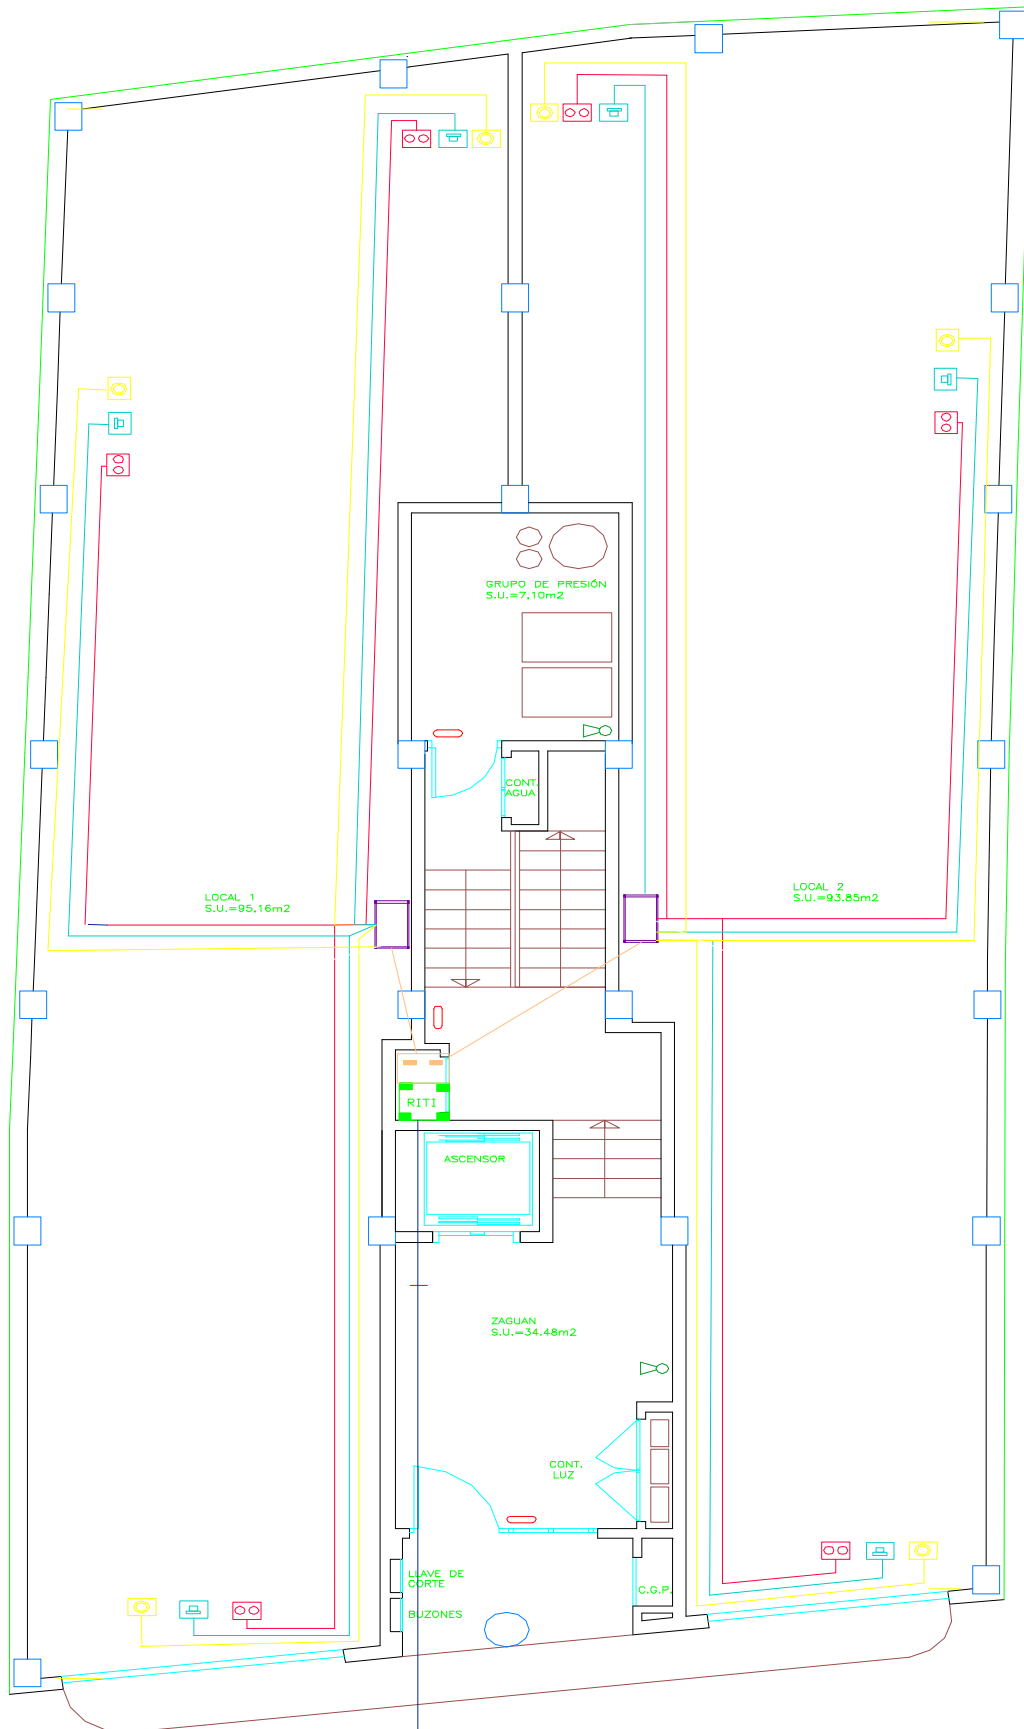 GRUPO DE PRESIÓN
S.U.=7,10m2
CONT.
AGUA
LOCAL 1
S.U.=95,16m2
LOCAL 2
S.U.=93,85m2
RITI
ASCENSOR
ZAGUAN
S.U.=34.48m2
CONT.
LUZ
LLAVE DE
CORTE
C.G.P.
BUZONES